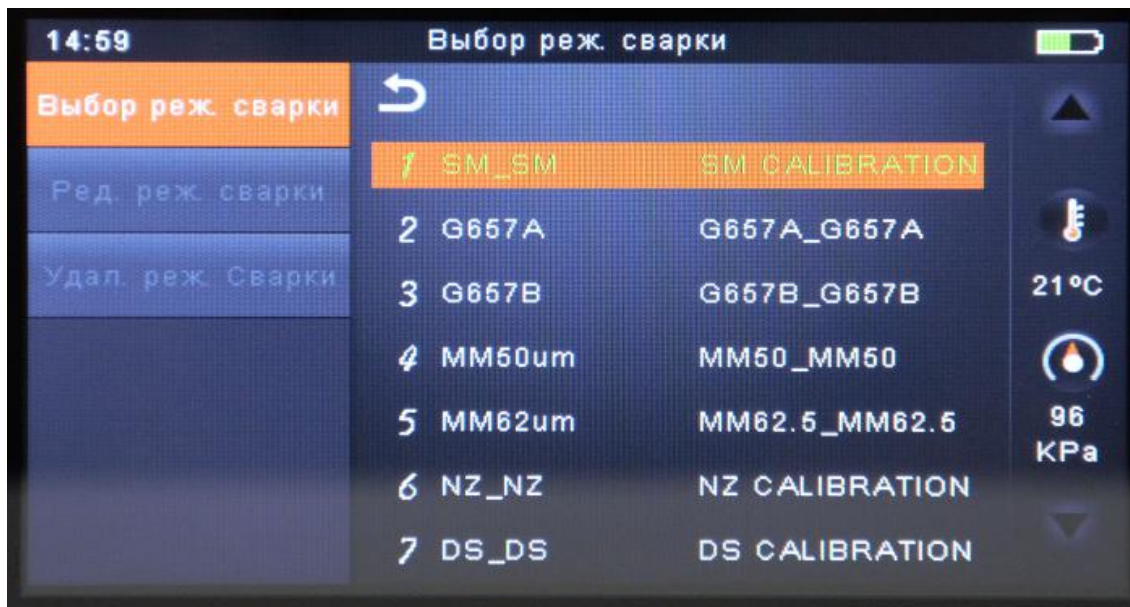 14:59 Выбор реж. сварки
Выбор реж. сварки
Ред. реж. сварки
Удал. реж. Сварки
1 SM_SM SM CALIBRATION
2 G657A G657A_G657A
3 G657B G657B_G657B
4 MM50um MM50_MM50
5 MM62um MM62.5_MM62.5
6 NZ_NZ NZ CALIBRATION
7 DS_DS DS CALIBRATION
21ºC
96
KPa